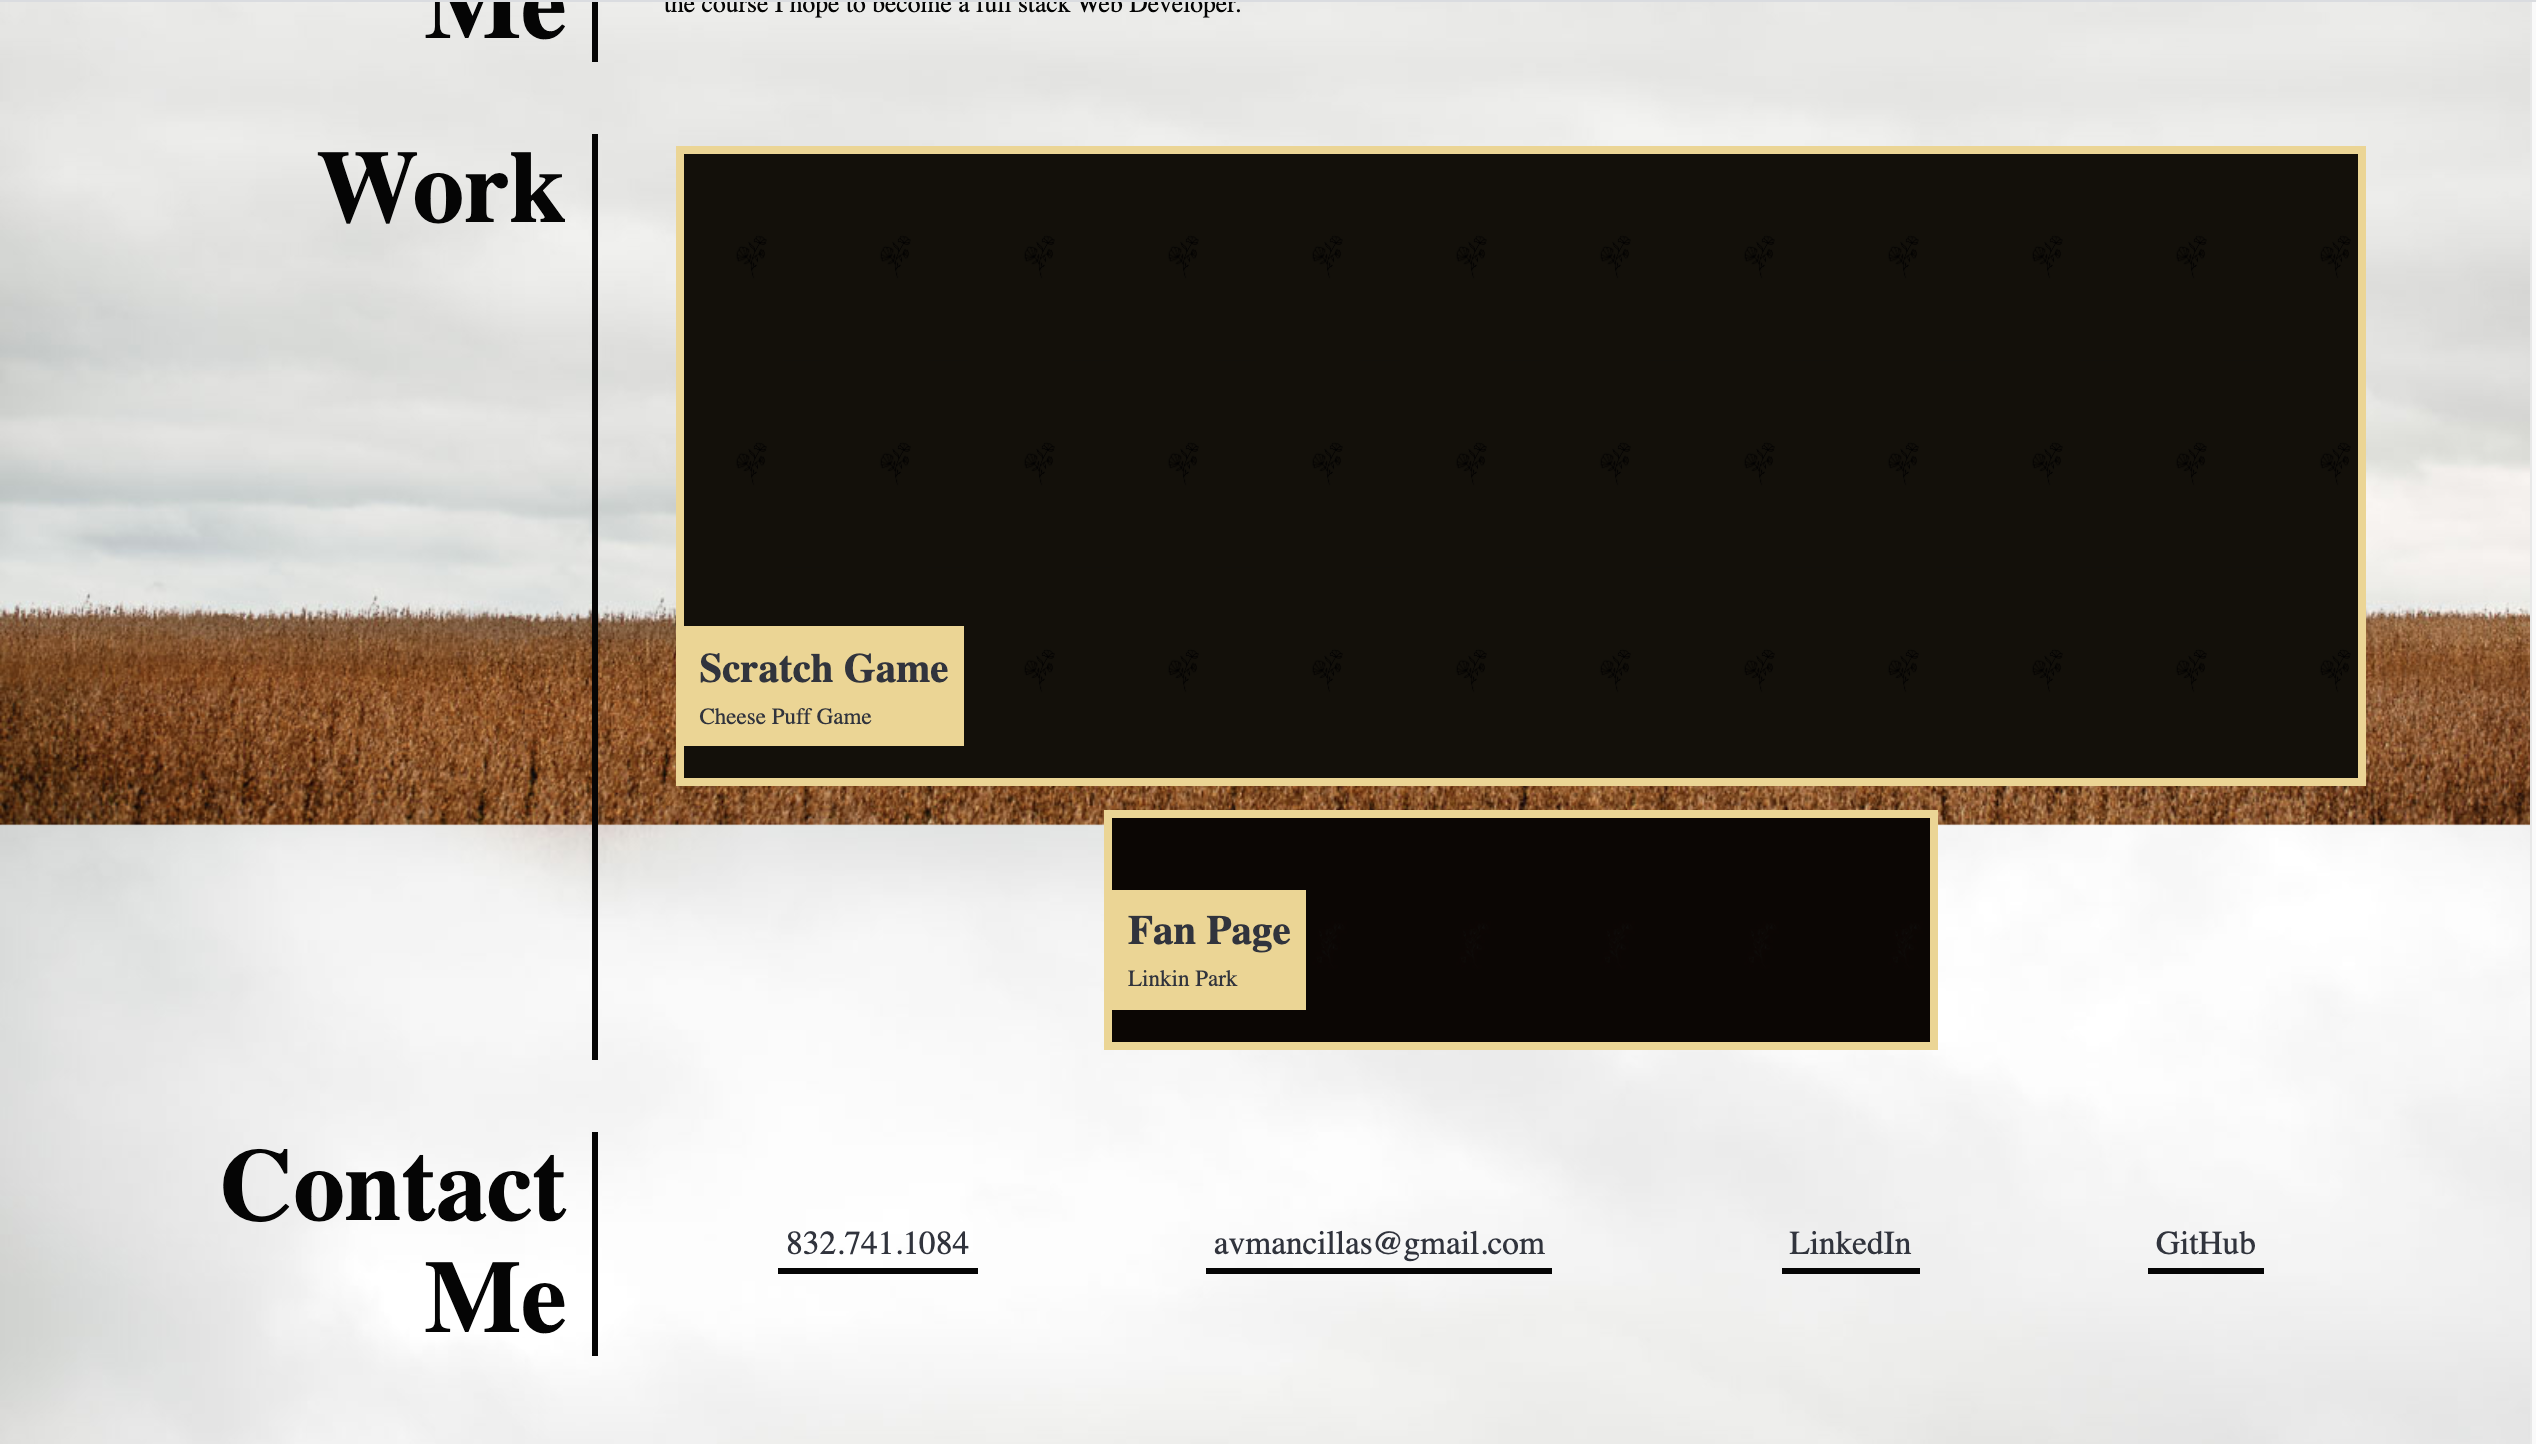 Me
the course I hope to become a full stack Web Developer.
Work
Scratch Game
Cheese Puff Game
Fan Page
Linkin Park
Contact
Me
832.741.1084
avmancillas@gmail.com
LinkedIn
GitHub